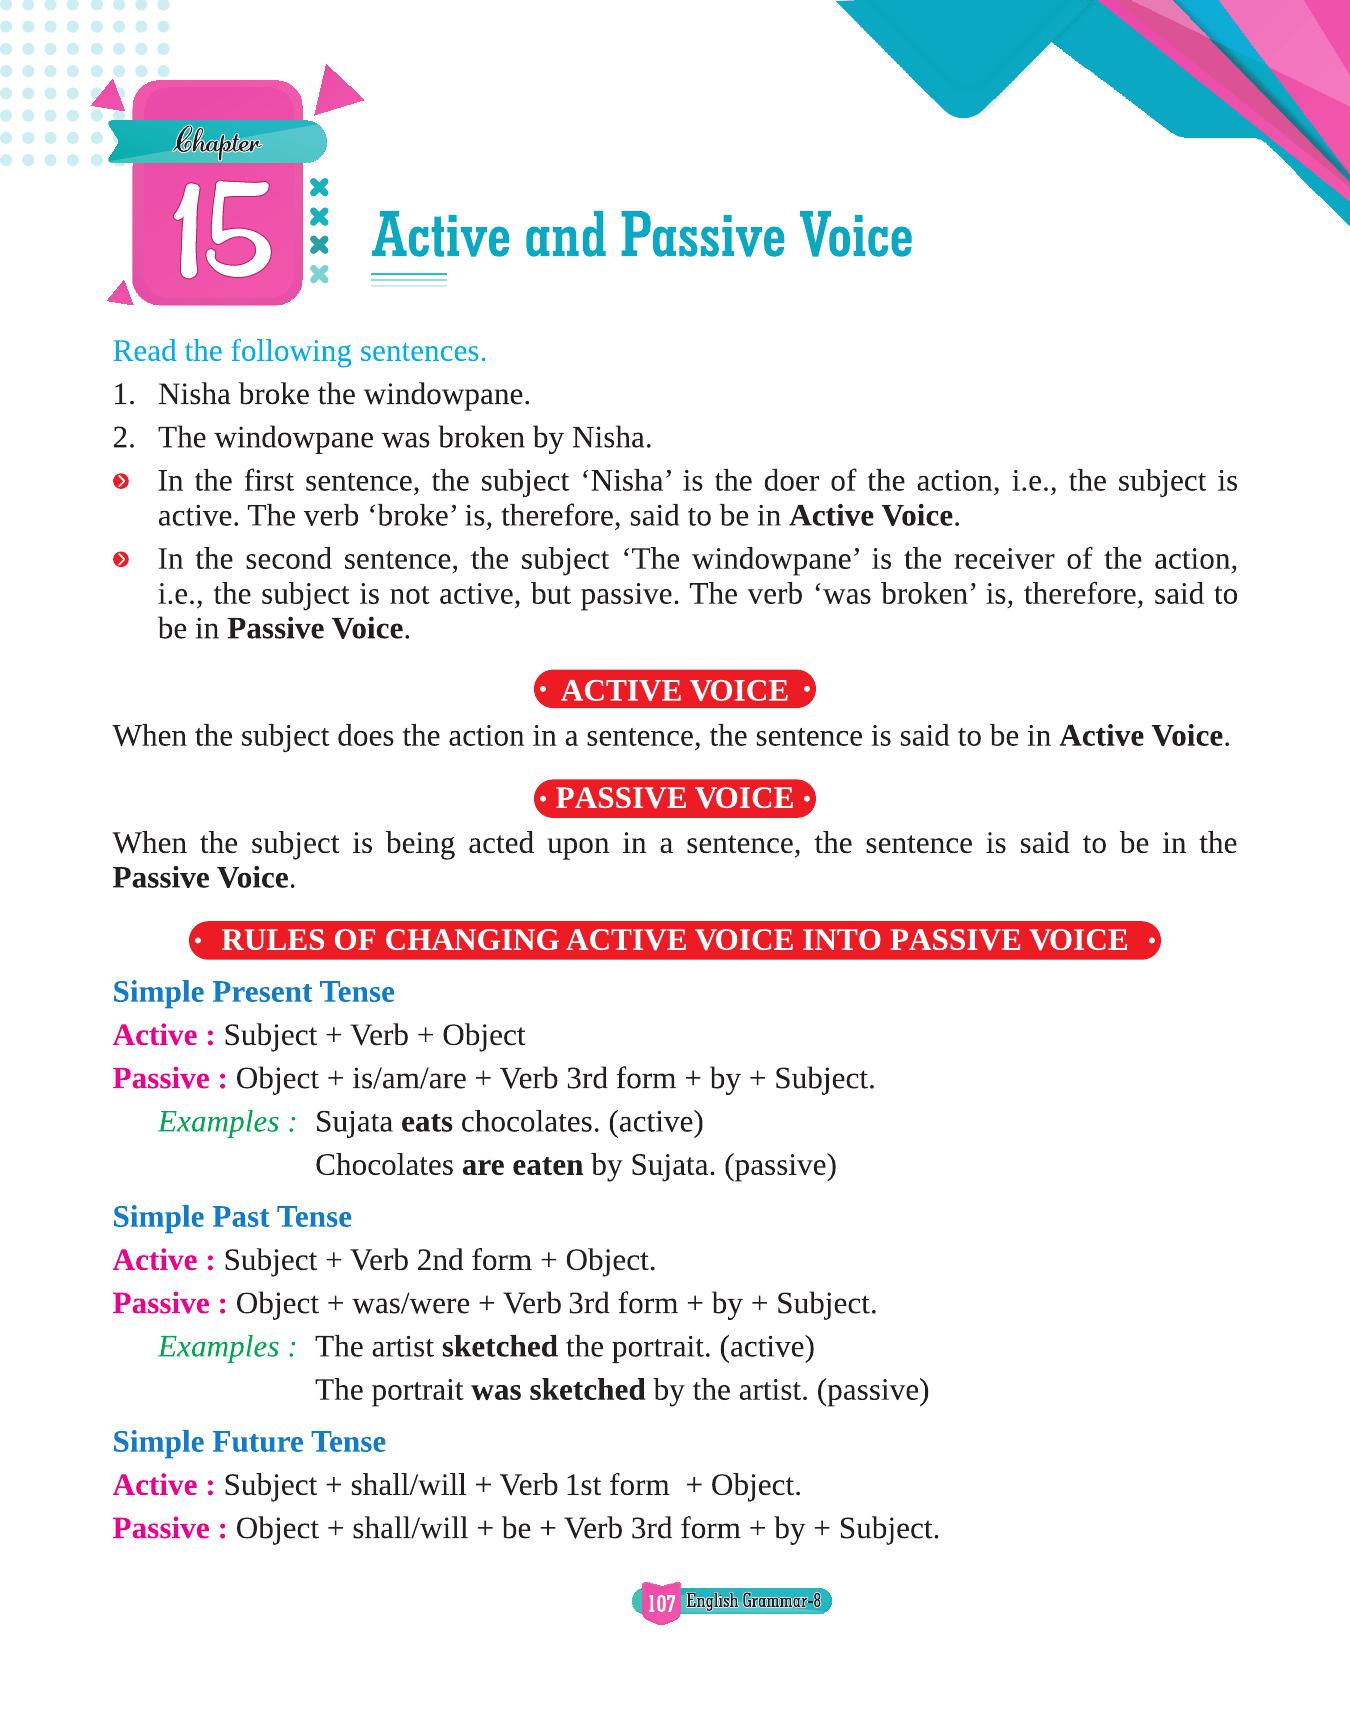 Chapter
15
Active and Passive Voice
Read the following sentences.
1. Nisha broke the windowpane.
2. The windowpane was broken by Nisha.
In the first sentence, the subject ‘Nisha’ is the doer of the action, i.e., the subject is
active. The verb ‘broke’ is, therefore, said to be in Active Voice.
In the second sentence, the subject ‘The windowpane’ is the receiver of the action,
i.e., the subject is not active, but passive. The verb ‘was broken’ is, therefore, said to
be in Passive Voice.
• ACTIVE VOICE •
When the subject does the action in a sentence, the sentence is said to be in Active Voice.
• PASSIVE VOICE •
When the subject is being acted upon in a sentence, the sentence is said to be in the
Passive Voice.
• RULES OF CHANGING ACTIVE VOICE INTO PASSIVE VOICE •
Simple Present Tense
Active : Subject + Verb + Object
Passive : Object + is/am/are + Verb 3rd form + by + Subject.
Examples : Sujata eats chocolates. (active)
Chocolates are eaten by Sujata. (passive)
Simple Past Tense
Active : Subject + Verb 2nd form + Object.
Passive : Object + was/were + Verb 3rd form + by + Subject.
Examples : The artist sketched the portrait. (active)
The portrait was sketched by the artist. (passive)
Simple Future Tense
Active : Subject + shall/will + Verb 1st form + Object.
Passive : Object + shall/will + be + Verb 3rd form + by + Subject.
107 English Grammar-8